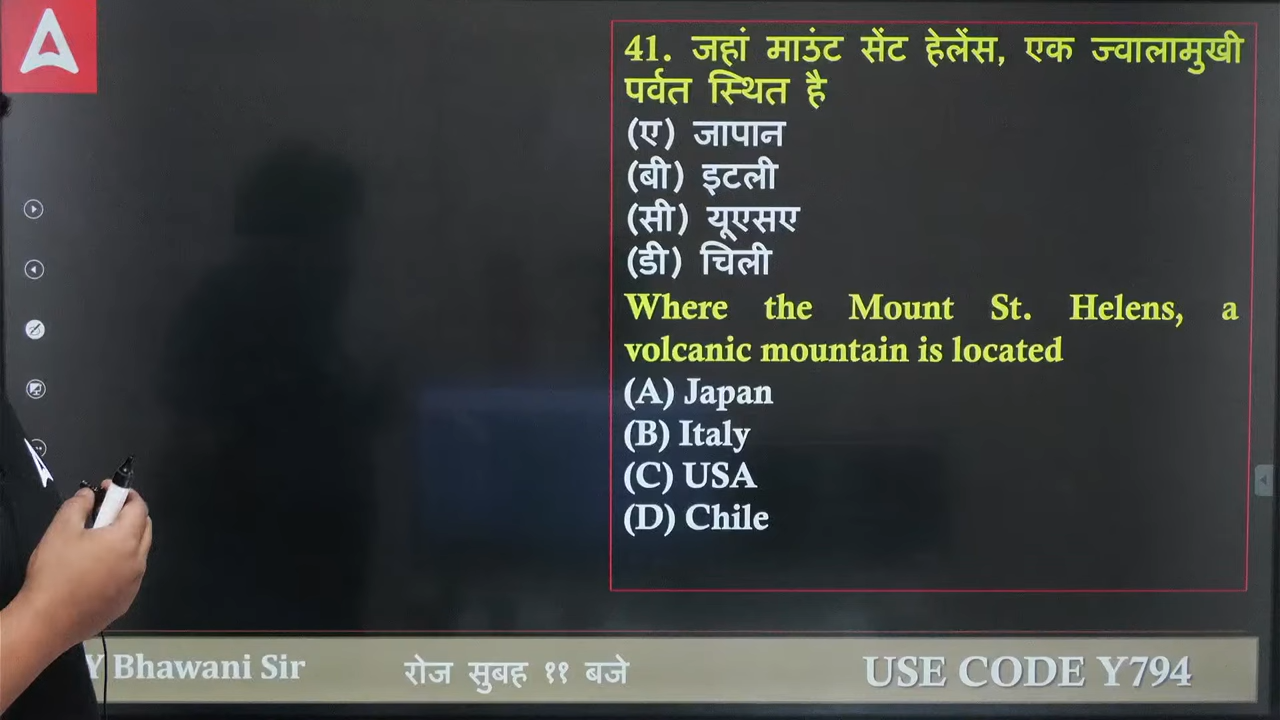 41. जहां माउंट सेंट हेलेंस, एक ज्वालामुखी
पर्वत स्थित है
(ए) जापान
(बी) इटली
(सी) यूएसए
(डी) चिली
Where the Mount St. Helens, a
volcanic mountain is located
(A) Japan
(B) Italy
(C) USA
(D) Chile
Y Bhawani Sir
रोज सुबह ११ बजे
USE CODE Y794